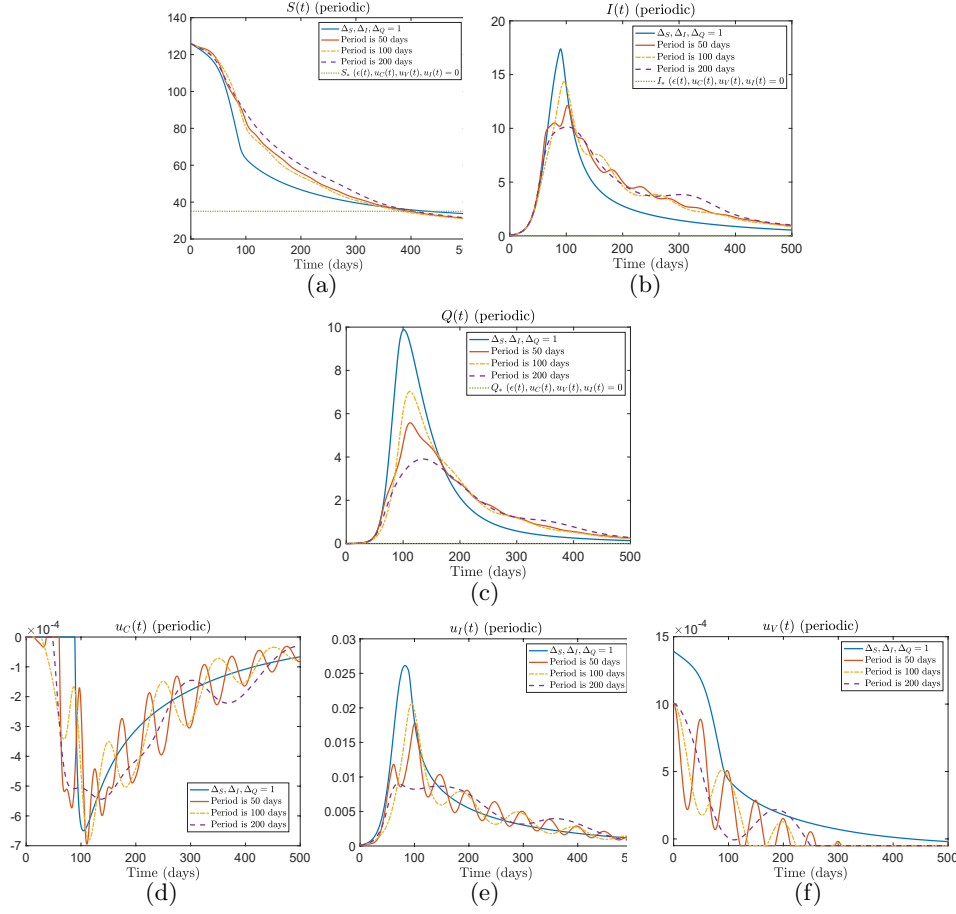 S(t) (periodic)
140
120
100
80
60
40
20
0
100
200
300
400
5
Δ_S, Δ_I, Δ_Q = 1
Period is 50 days
Period is 100 days
Period is 200 days
S_* (ϵ(t), u_C(t), u_V(t), u_I(t) = 0
Time (days)
(a)
I(t) (periodic)
20
15
10
5
0
0
100
200
300
400
500
Δ_S, Δ_I, Δ_Q = 1
Period is 50 days
Period is 100 days
Period is 200 days
I_* (ϵ(t), u_C(t), u_V(t), u_I(t) = 0
Time (days)
(b)
Q(t) (periodic)
10
8
6
4
2
0
0
100
200
300
400
500
Δ_S, Δ_I, Δ_Q = 1
Period is 50 days
Period is 100 days
Period is 200 days
Q_* (ϵ(t), u_C(t), u_V(t), u_I(t) = 0
Time (days)
(c)
×10^-4
u_C(t) (periodic)
0
-1
-2
-3
-4
-5
-6
-7
0
100
200
300
400
500
Δ_S, Δ_I, Δ_Q = 1
Period is 50 days
Period is 100 days
Period is 200 days
Time (days)
(d)
u_I(t) (periodic)
0.03
0.025
0.02
0.015
0.01
0.005
0
0
100
200
300
400
5
Δ_S, Δ_I, Δ_Q = 1
Period is 50 days
Period is 100 days
Period is 200 days
Time (days)
(e)
×10^-4
u_V(t) (periodic)
15
10
5
0
0
100
200
300
400
500
Δ_S, Δ_I, Δ_Q = 1
Period is 50 days
Period is 100 days
Period is 200 days
Time (days)
(f)